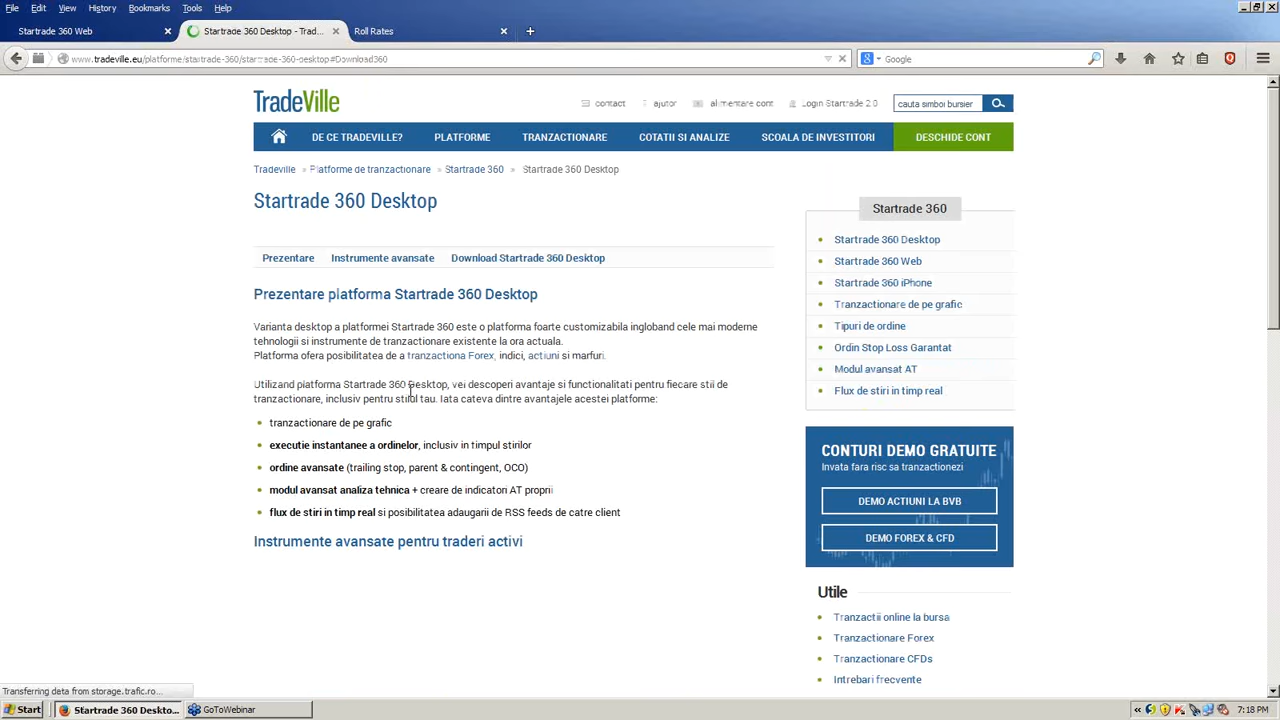 File Edit View History Bookmarks Tools Help
Startrade 360 Web
Startrade 360 Desktop - Trad...
Roll Rates
www.tradeville.eu/platforme/startrade-360/startrade-360-desktop#Download360
Google
TradeVille
contact ajutor alimentare cont Login Startrade 2.0
cauta simbol bursier
DE CE TRADEVILLE? PLATFORME TRANZACTIONARE COTATII SI ANALIZE SCOALA DE INVESTITORI DESCHIDE CONT
Tradeville » Platforme de tranzactionare » Startrade 360 » Startrade 360 Desktop
Startrade 360 Desktop
Prezentare Instrumente avansate Download Startrade 360 Desktop
Prezentare platforma Startrade 360 Desktop
Varianta desktop a platformei Startrade 360 este o platforma foarte customizabila ingloband cele mai moderne
tehnologii si instrumente de tranzactionare existente la ora actuala.
Platforma ofera posibilitatea de a tranzactiona Forex, indici, actiuni si marfuri.
Utilizand platforma Startrade 360 Desktop, vei descoperi avantaje si functionalitati pentru fiecare stil de
tranzactionare, inclusiv pentru stilul tau. Iata cateva dintre avantajele acestei platforme:
tranzactionare de pe grafic
executie instantanee a ordinelor, inclusiv in timpul stirilor
ordine avansate (trailing stop, parent & contingent, OCO)
modul avansat analiza tehnica + creare de indicatori AT proprii
flux de stiri in timp real si posibilitatea adaugarii de RSS feeds de catre client
Instrumente avansate pentru traderi activi
Startrade 360
Startrade 360 Desktop
Startrade 360 Web
Startrade 360 iPhone
Tranzactionare de pe grafic
Tipuri de ordine
Ordin Stop Loss Garantat
Modul avansat AT
Flux de stiri in timp real
CONTURI DEMO GRATUITE
Invata fara risc sa tranzactionezi
DEMO ACTIUNI LA BVB
DEMO FOREX & CFD
Utile
Tranzactii online la bursa
Tranzactionare Forex
Tranzactionare CFDs
Intrebari frecvente
Transferring data from storage.trafic.ro...
Start
Startrade 360 Deskto...
GoToWebinar
7:18 PM